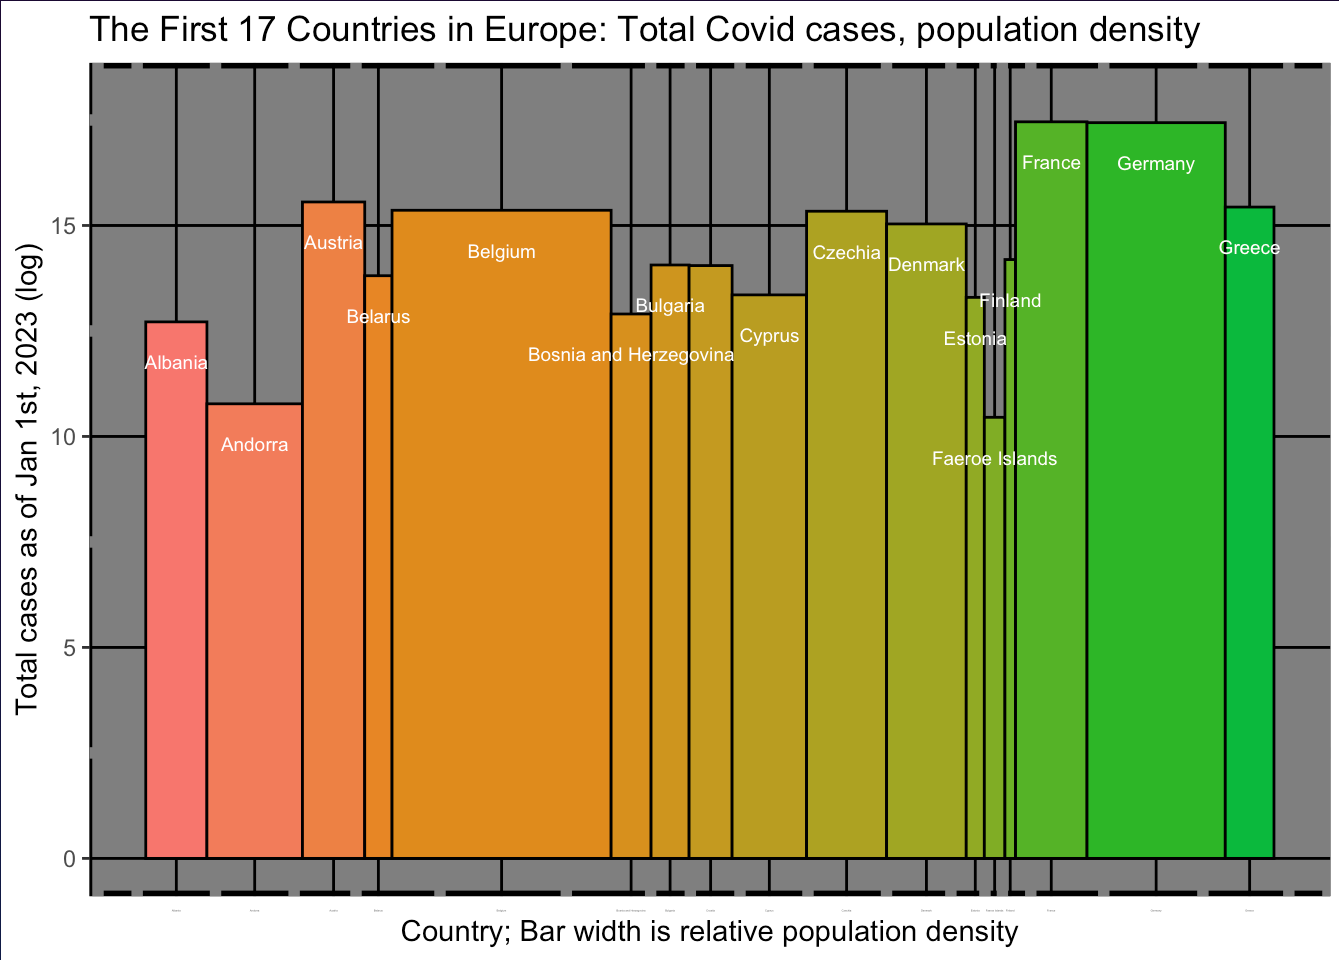 The First 17 Countries in Europe: Total Covid cases, population density
Total cases as of Jan 1st, 2023 (log)
15
10
5
0
Albania
Andorra
Austria
Belarus
Belgium
Bosnia and Herzegovina
Bulgaria
Cyprus
Czechia
Denmark
Estonia
Faeroe Islands
Finland
France
Germany
Greece
Country; Bar width is relative population density